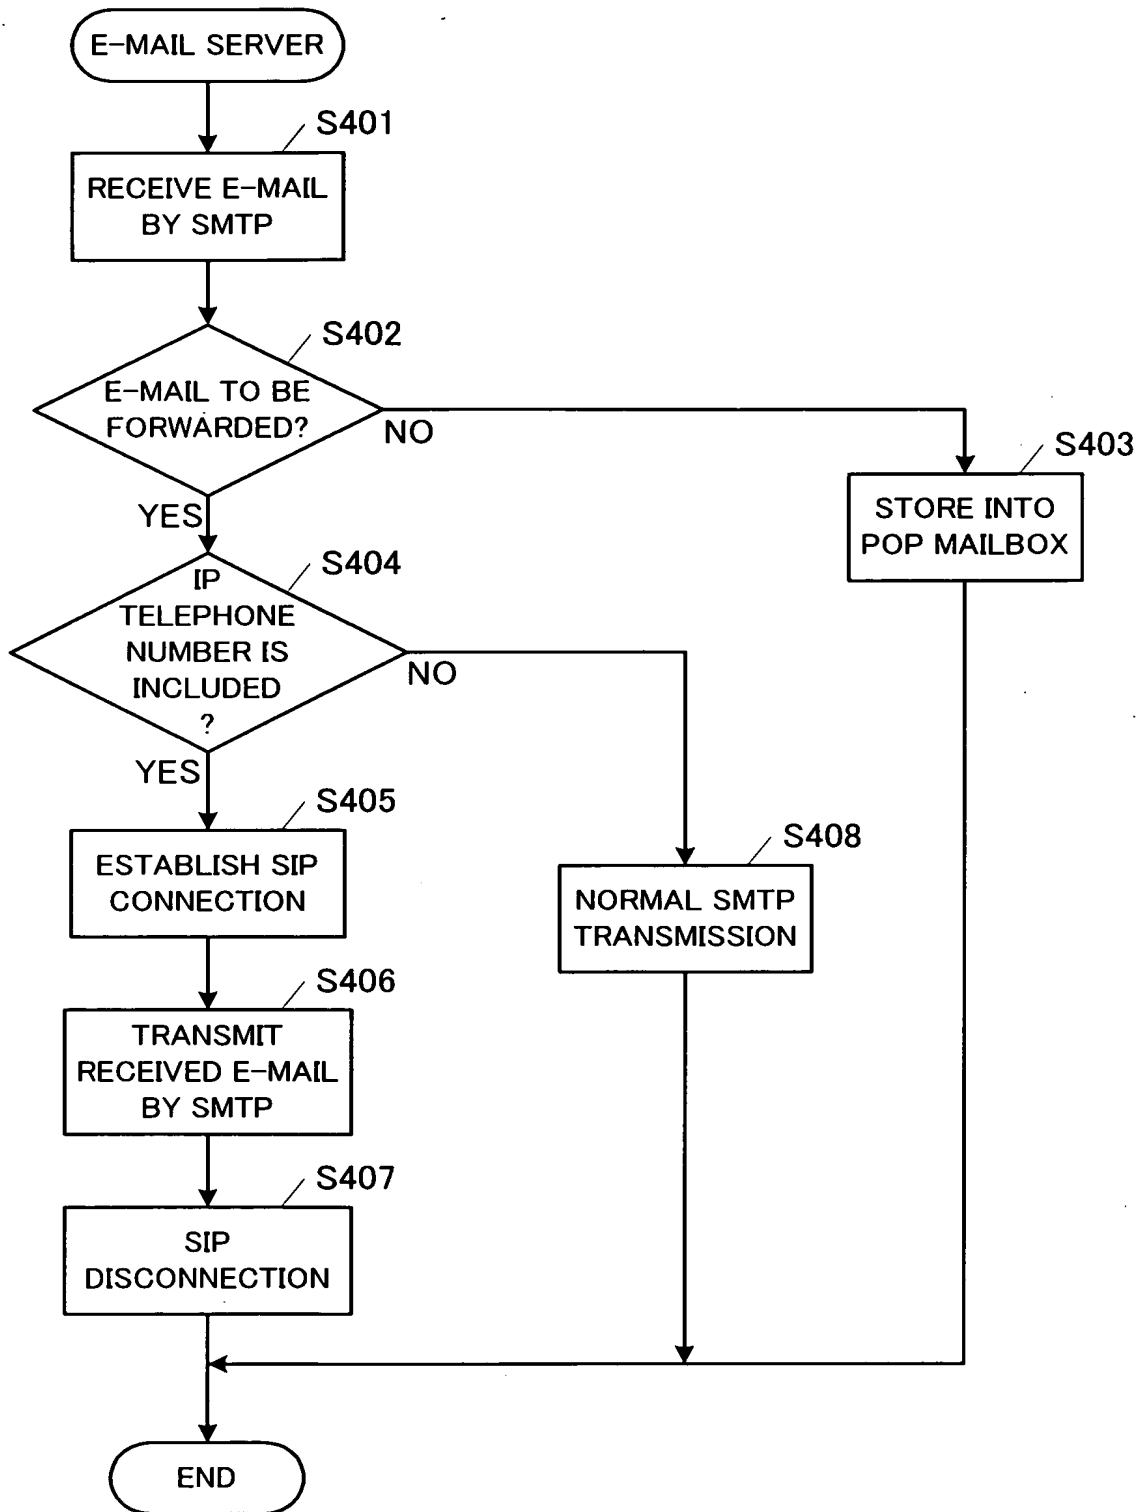 E-MAIL SERVER
S401
RECEIVE E-MAIL
BY SMTP
S402
E-MAIL TO BE
FORWARDED?
NO
YES
S403
STORE INTO
POP MAILBOX
S404
IP
TELEPHONE
NUMBER IS
INCLUDED
?
NO
YES
S405
ESTABLISH SIP
CONNECTION
S408
NORMAL SMTP
TRANSMISSION
S406
TRANSMIT
RECEIVED E-MAIL
BY SMTP
S407
SIP
DISCONNECTION
END